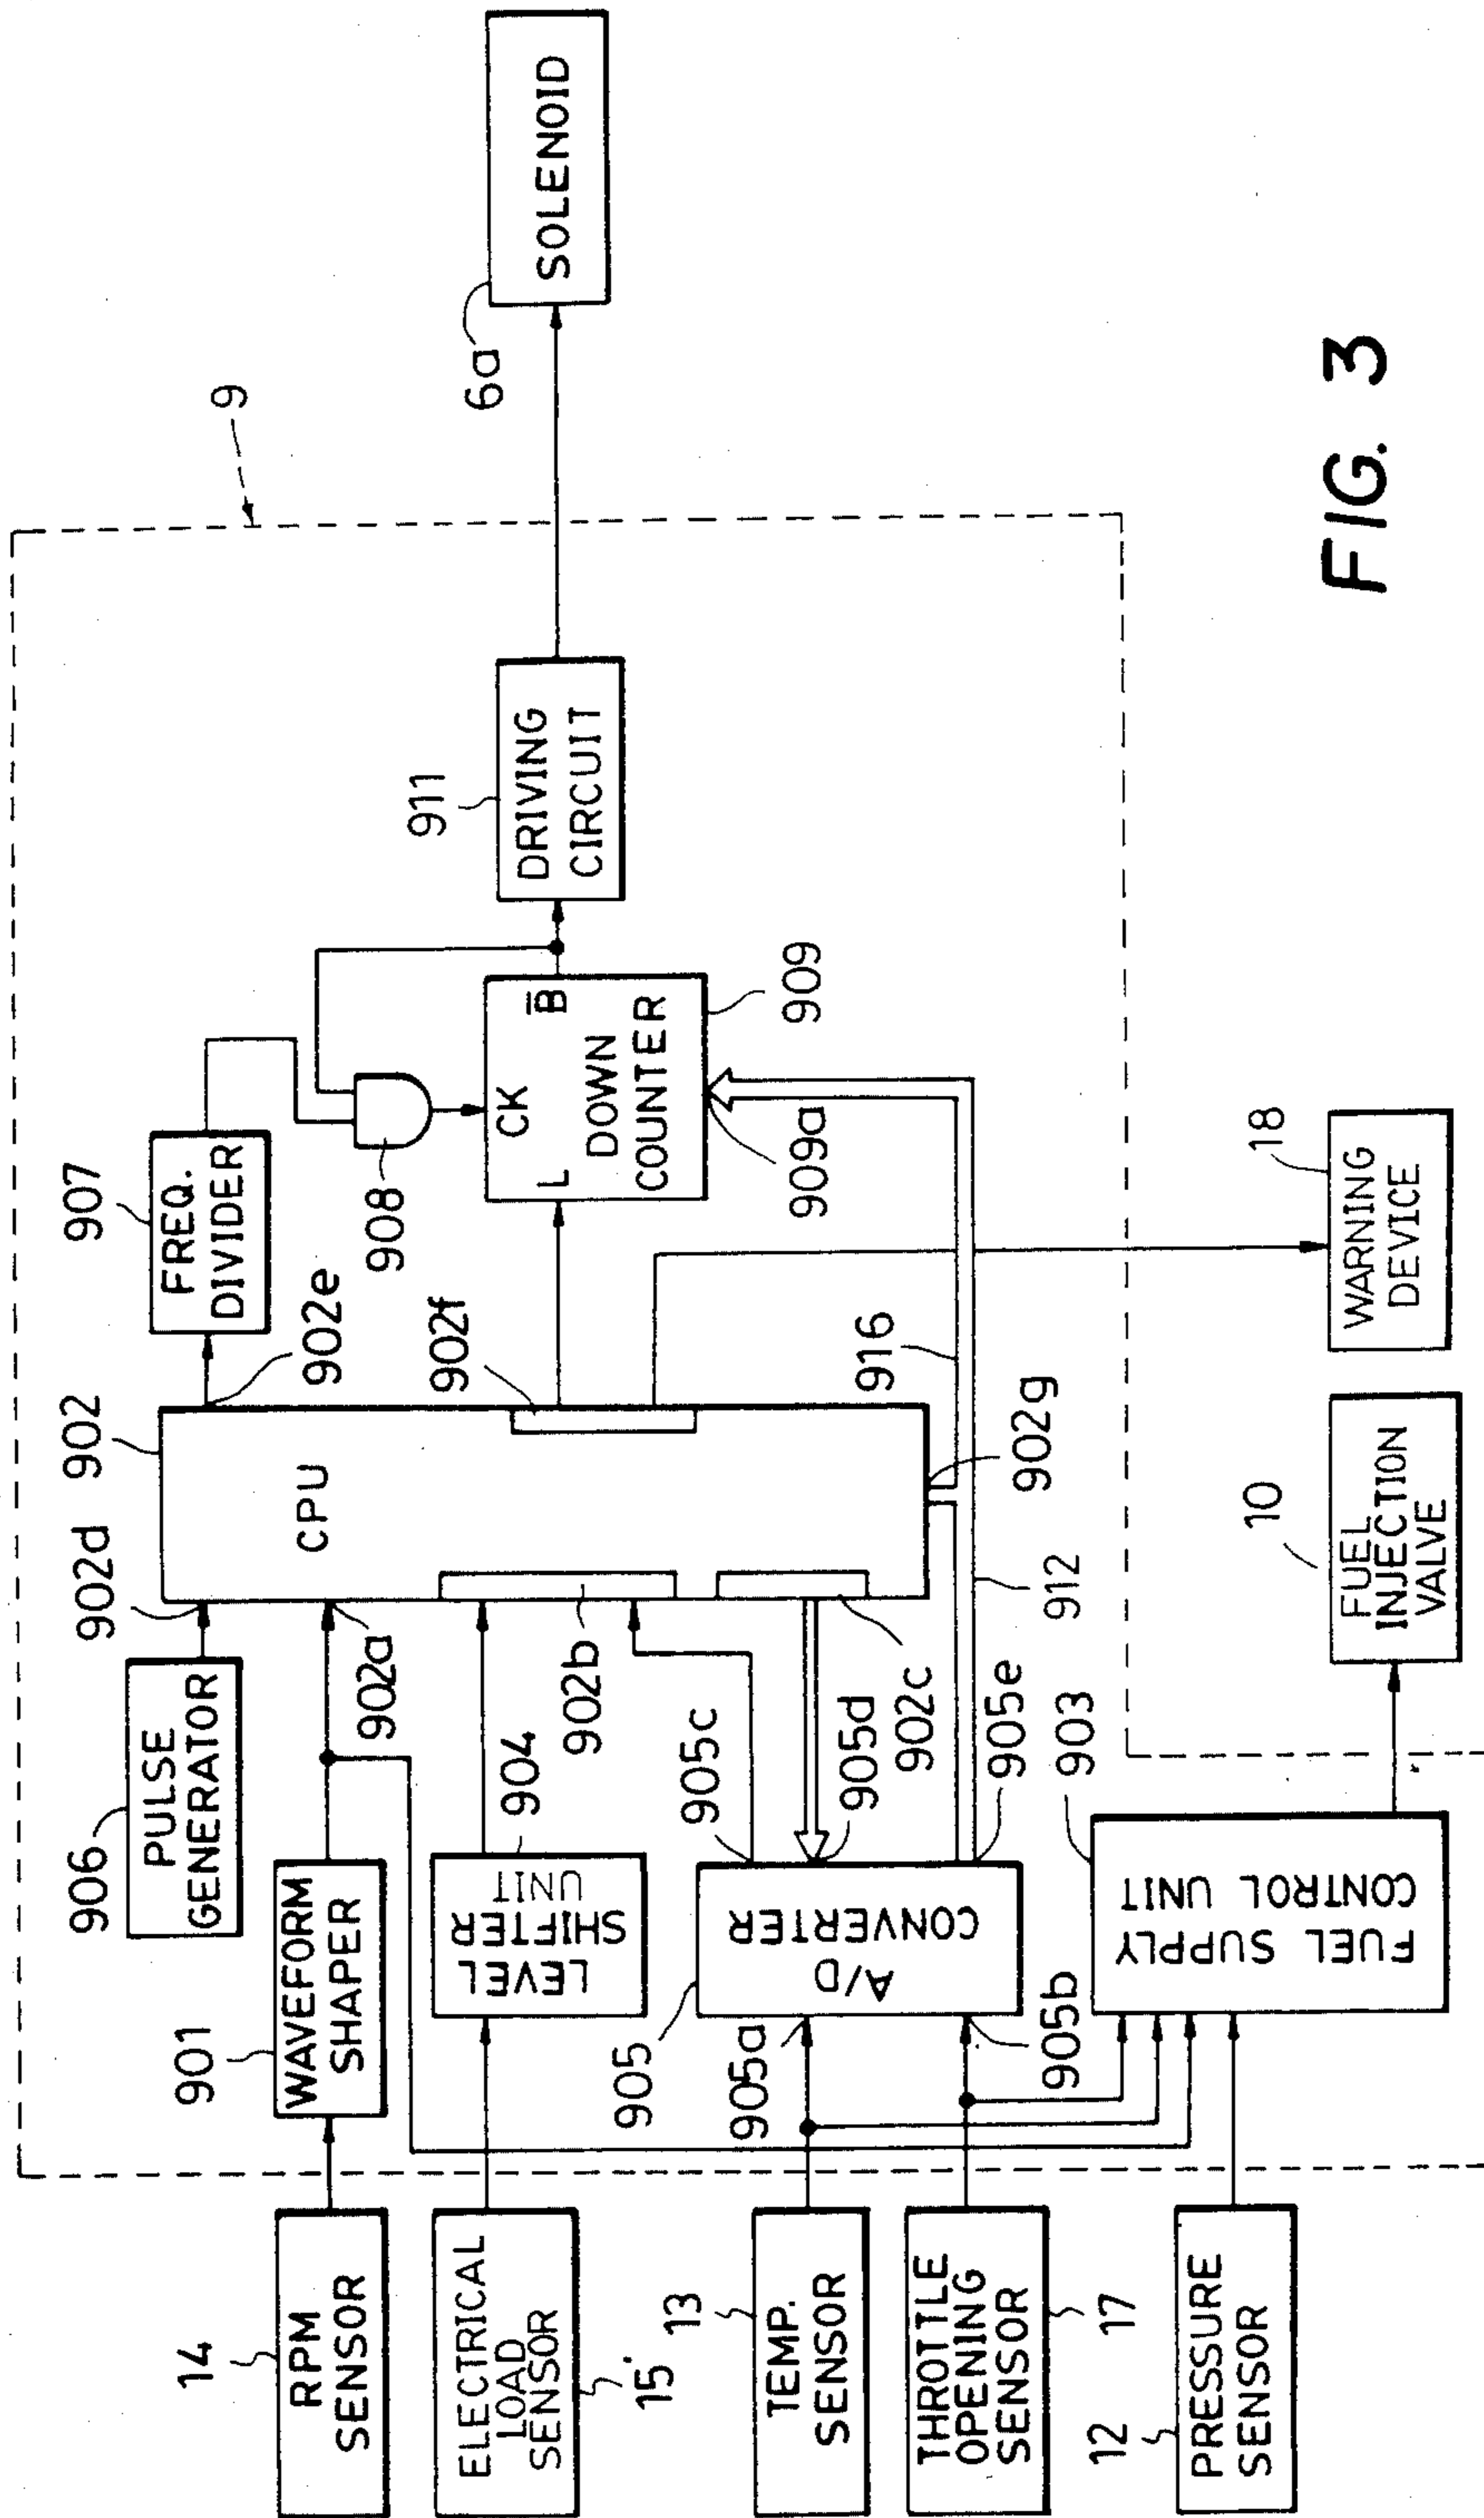 14
RPM
SENSOR
ELECTRICAL
LOAD
SENSOR
15'
13
TEMP.
SENSOR
THROTTLE
OPENING
SENSOR
17
12
PRESSURE
SENSOR
901
WAVEFORM
SHAPER
906
PULSE
GENERATOR
904
LEVEL
SHIFTER
UNIT
905
905a
905b
A/D
CONVERTER
905c
905d
902c
905e
903
FUEL SUPPLY
CONTROL UNIT
902d
902a
902b
902
CPU
902e
902f
902g
912
916
907
FREQ.
DIVIDER
908
CK
L
B̅
DOWN
COUNTER
909
909a
911
DRIVING
CIRCUIT
9
6a
SOLENOID
10
FUEL
INJECTION
VALVE
18
WARNING
DEVICE
FIG. 3